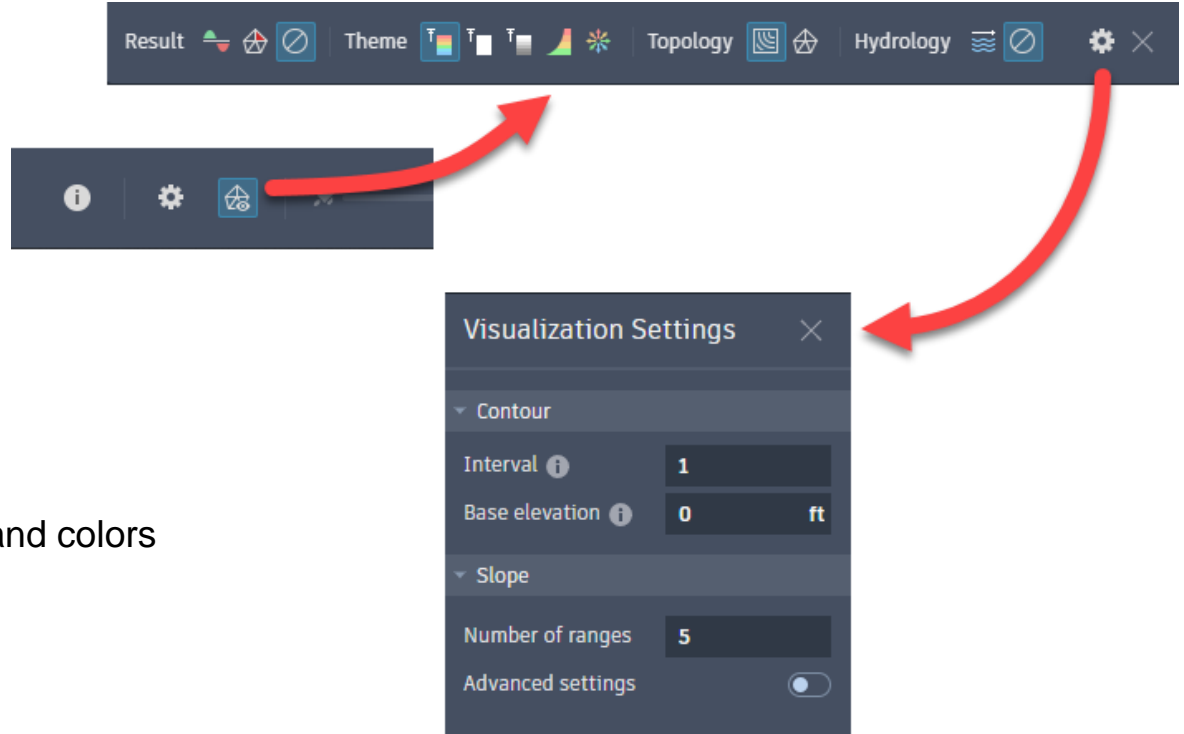 Result Theme Topology Hydrology
Visualization Settings
Contour
Interval 1
Base elevation 0 ft
and colors
Slope
Number of ranges 5
Advanced settings